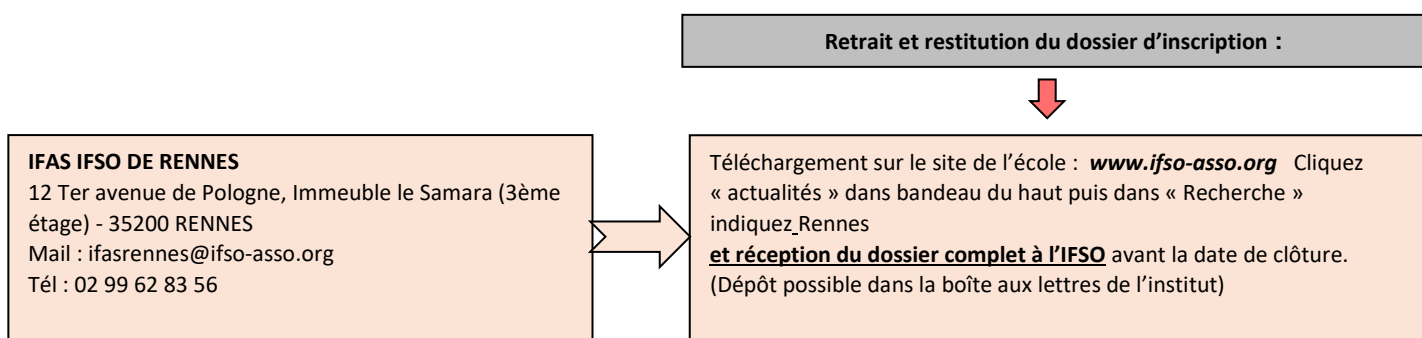 Retrait et restitution du dossier d’inscription :
IFAS IFSO DE RENNES
12 Ter avenue de Pologne, Immeuble le Samara (3ème
étage) - 35200 RENNES
Mail : ifasrennes@ifso-asso.org
Tél : 02 99 62 83 56
Téléchargement sur le site de l’école : www.ifso-asso.org Cliquez
« actualités » dans bandeau du haut puis dans « Recherche »
indiquez Rennes
et réception du dossier complet à l’IFSO avant la date de clôture.
(Dépôt possible dans la boîte aux lettres de l’institut)